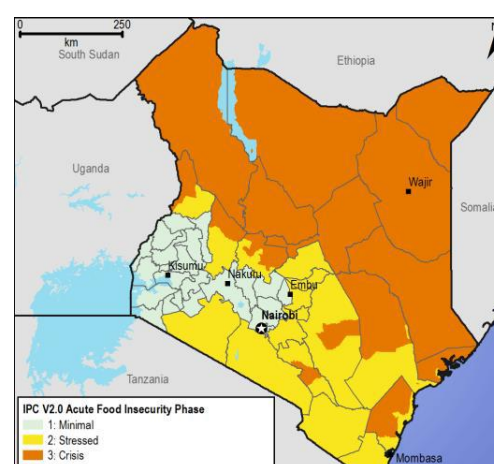 0 250
km
South Sudan
Ethiopia
Uganda
Wajir
Somalia
Kisumu
Nakuru
Embu
Nairobi
Tanzania
IPC V2.0 Acute Food Insecurity Phase
1: Minimal
2: Stressed
3: Crisis
Mombasa